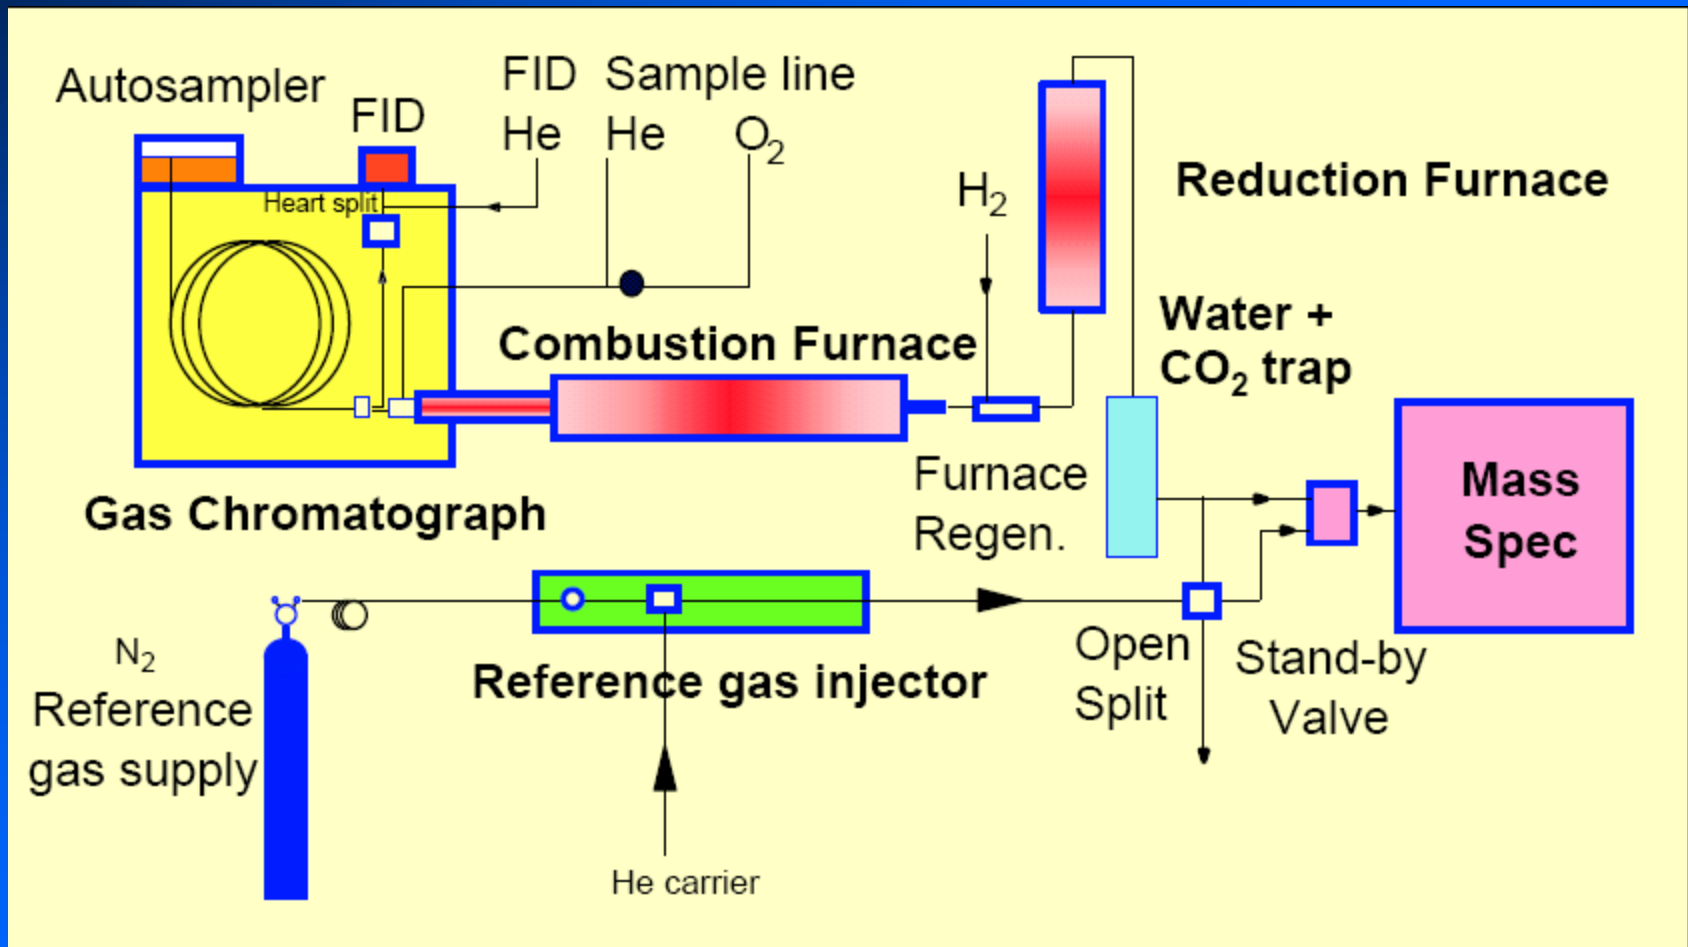 Autosampler
FID
FID Sample line
He He O₂
Heart split
H₂
Reduction Furnace
Water +
CO₂ trap
Combustion Furnace
Gas Chromatograph
Furnace
Regen.
Mass
Spec
N₂
Reference
gas supply
Reference gas injector
Open
Split
Stand-by
Valve
He carrier